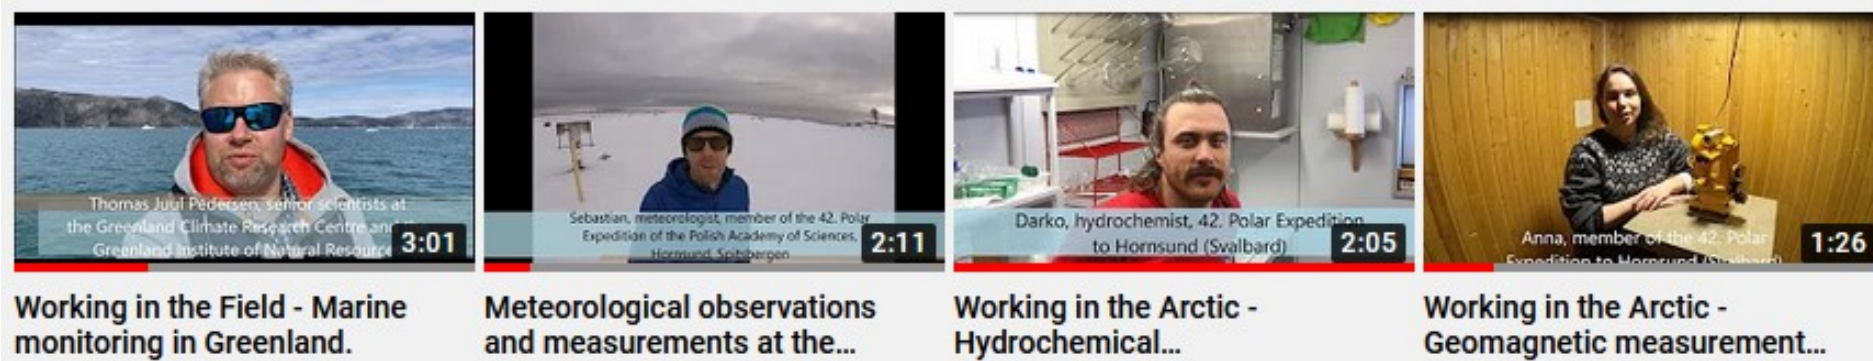 Thomas Juul Pedersen, senior scientists at
the Greenland Climate Research Centre and
Greenland Institute of Natural Resource
3:01
Working in the Field - Marine
monitoring in Greenland.
Sebastian, meteorologist, member of the 42. Polar
Expedition of the Polish Academy of Sciences,
Hornsund, Spitsbergen
2:11
Meteorological observations
and measurements at the...
Darko, hydrochemist, 42. Polar Expedition
to Hornsund (Svalbard)
2:05
Working in the Arctic -
Hydrochemical...
Anna, member of the 42. Polar
Expedition to Hornsund (Svalbard)
1:26
Working in the Arctic -
Geomagnetic measurement...